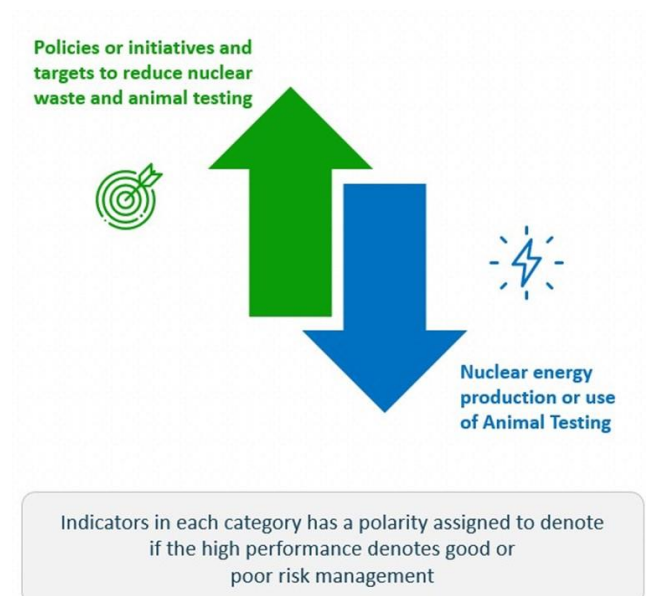 Policies or initiatives and
targets to reduce nuclear
waste and animal testing
Nuclear energy
production or use
of Animal Testing
Indicators in each category has a polarity assigned to denote
if the high performance denotes good or
poor risk management